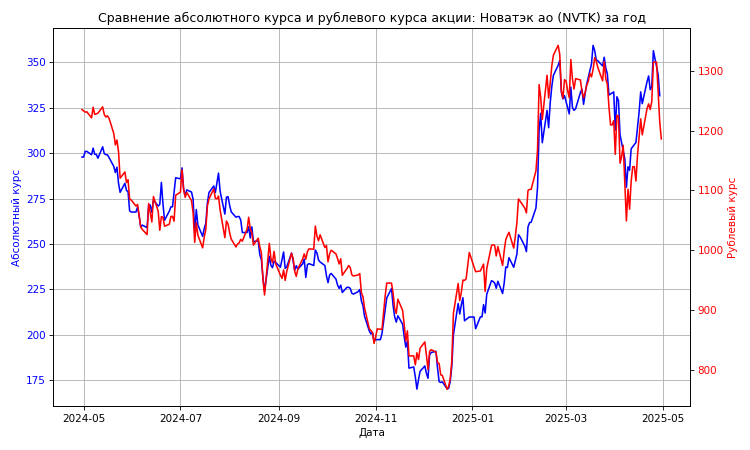 Сравнение абсолютного курса и рублевого курса акции: Новатэк ао (NVTK) за год
350
325
300
275
250
225
200
175
Абсолютный курс
1300
1200
1100
1000
900
800
Рублевый курс
2024-05 2024-07 2024-09 2024-11 2025-01 2025-03 2025-05
Дата